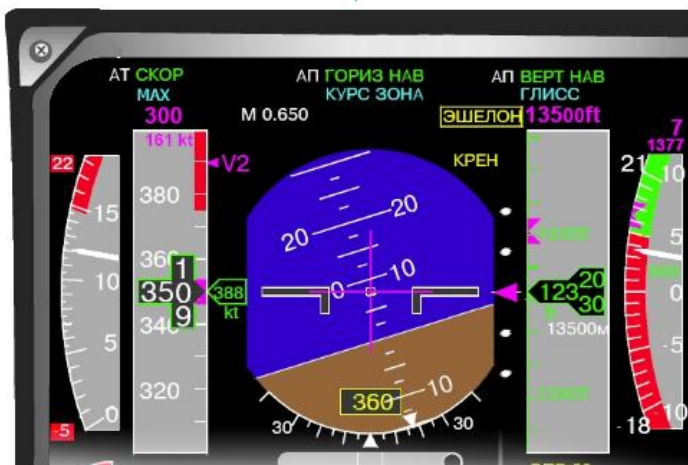 АТ СКОР АП ГОРИЗ НАВ АП ВЕРТ НАВ
MAX КУРС ЗОНА ГЛИСС
300 M 0.650 ЭШЕЛОН 13500ft 7
161 kt 1377
22 V2 КРЕН 21 10
380 20 20
15
360 5
10 1 10 20
350 388 0 123 0
9 kt 30
340 13500м
5 -5
320 360 10
0 30 30 -10
-5 -18